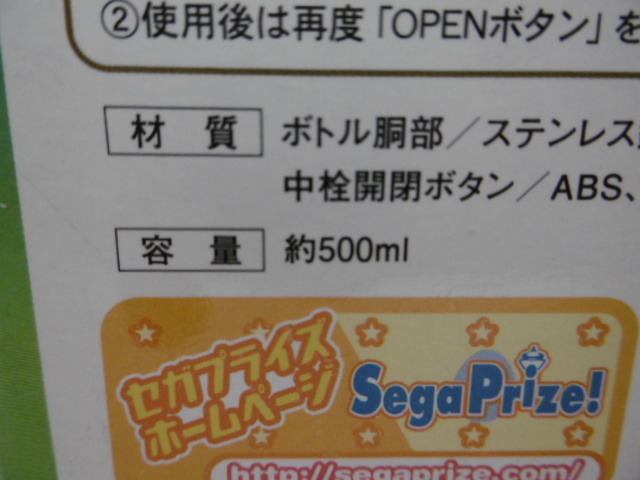 ②使用後は再度「OPENボタン」を
材 質 ボトル胴部／ステンレス
中栓開閉ボタン／ABS、
容 量 約500ml
セガプライズ
ホームページ
SegaPrize!
http://segaprize.com/